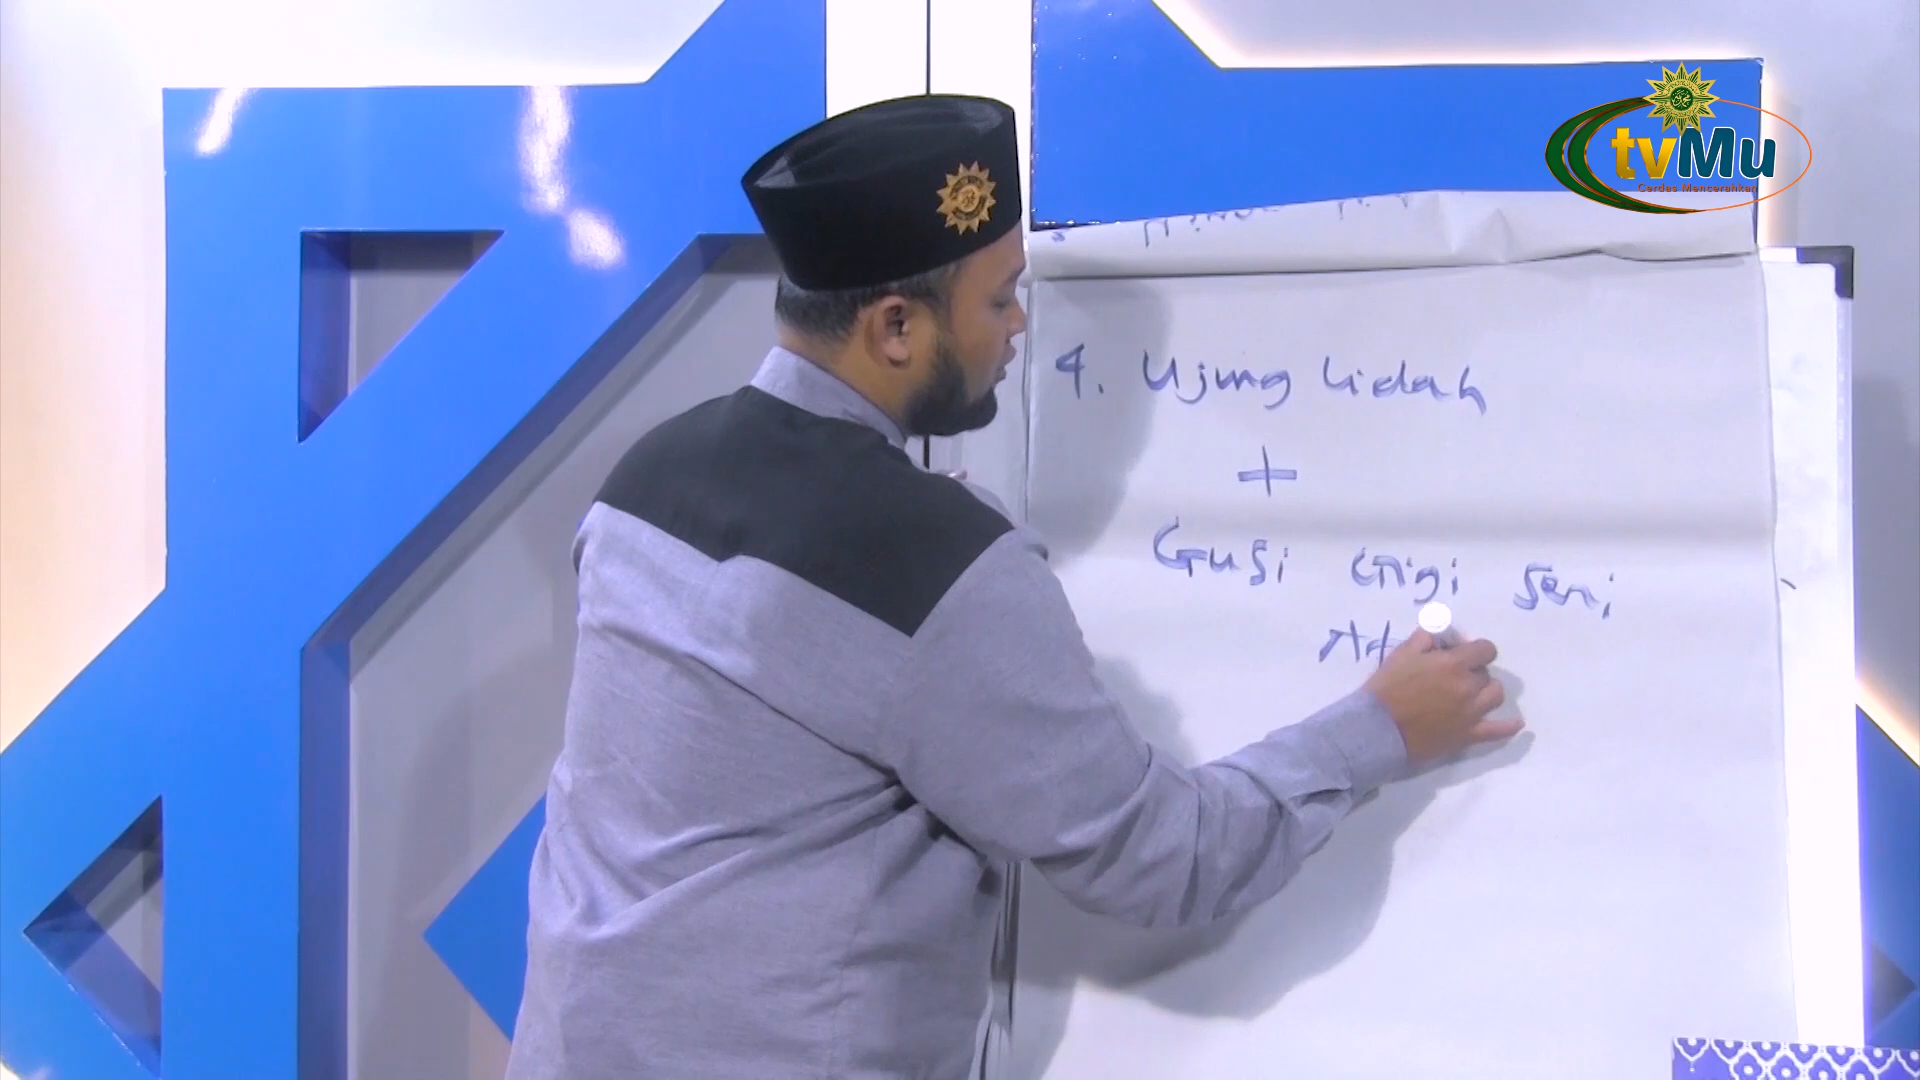 tvMu
Cerdas Mencerahkan
4. Ujung Lidah
+
Gusi Gigi Seri